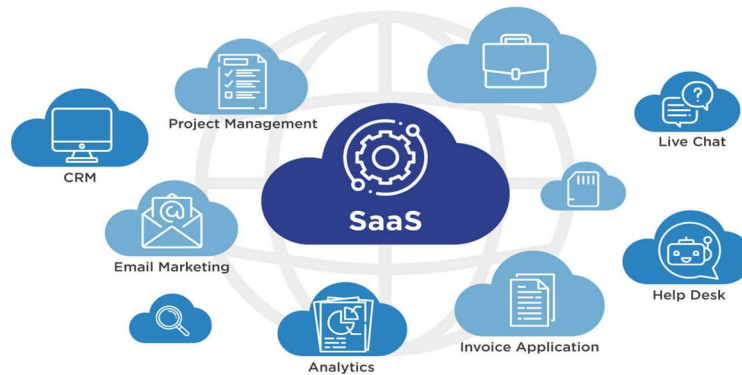 Project Management
Live Chat
CRM
SaaS
Email Marketing
Help Desk
Invoice Application
Analytics